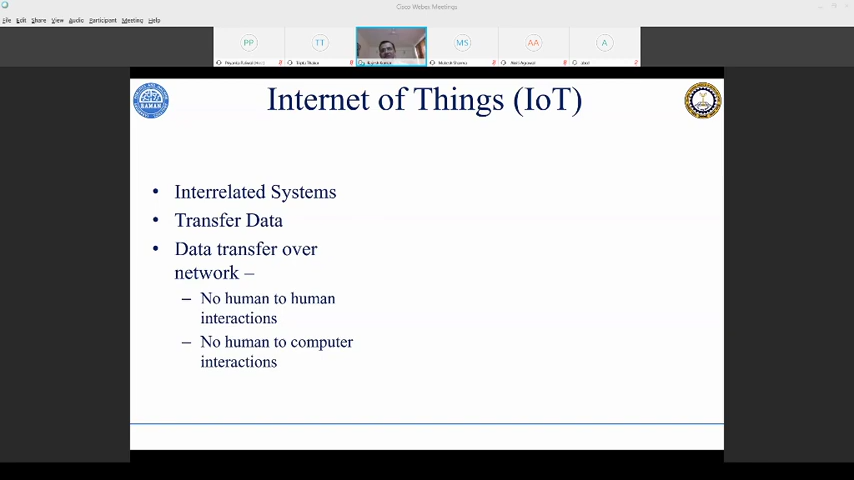 Cisco Webex Meetings
File Edit Share View Audio Participant Meeting Help
PP
TT
MS
AA
A
Internet of Things (IoT)
RAMAN
• Interrelated Systems
• Transfer Data
• Data transfer over
network –
– No human to human
interactions
– No human to computer
interactions